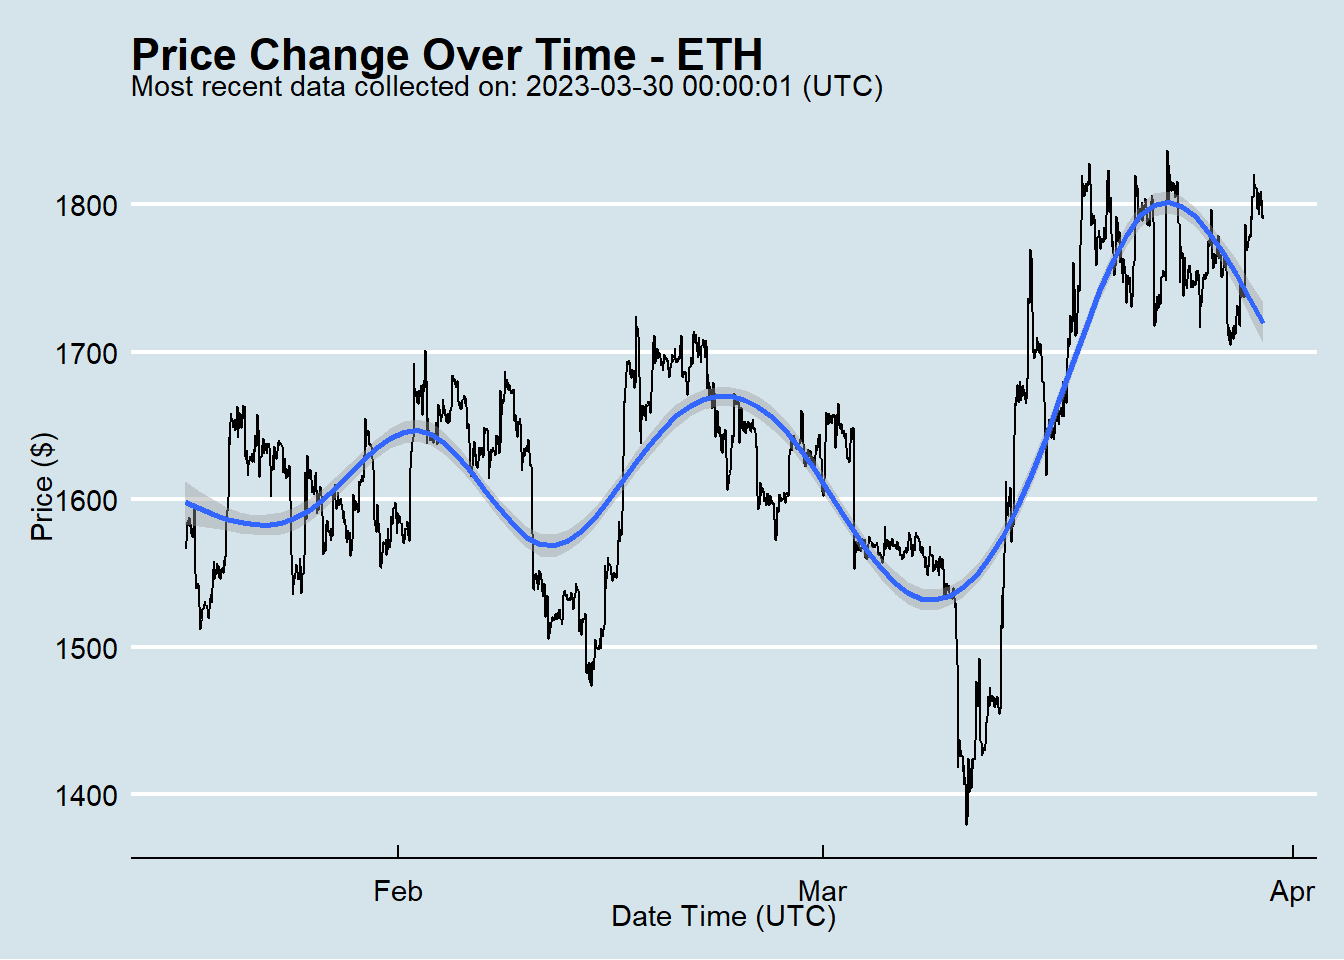 Price Change Over Time - ETH
Most recent data collected on: 2023-03-30 00:00:01 (UTC)
1800
1700
1600
1500
1400
Price ($)
Feb
Mar
Apr
Date Time (UTC)